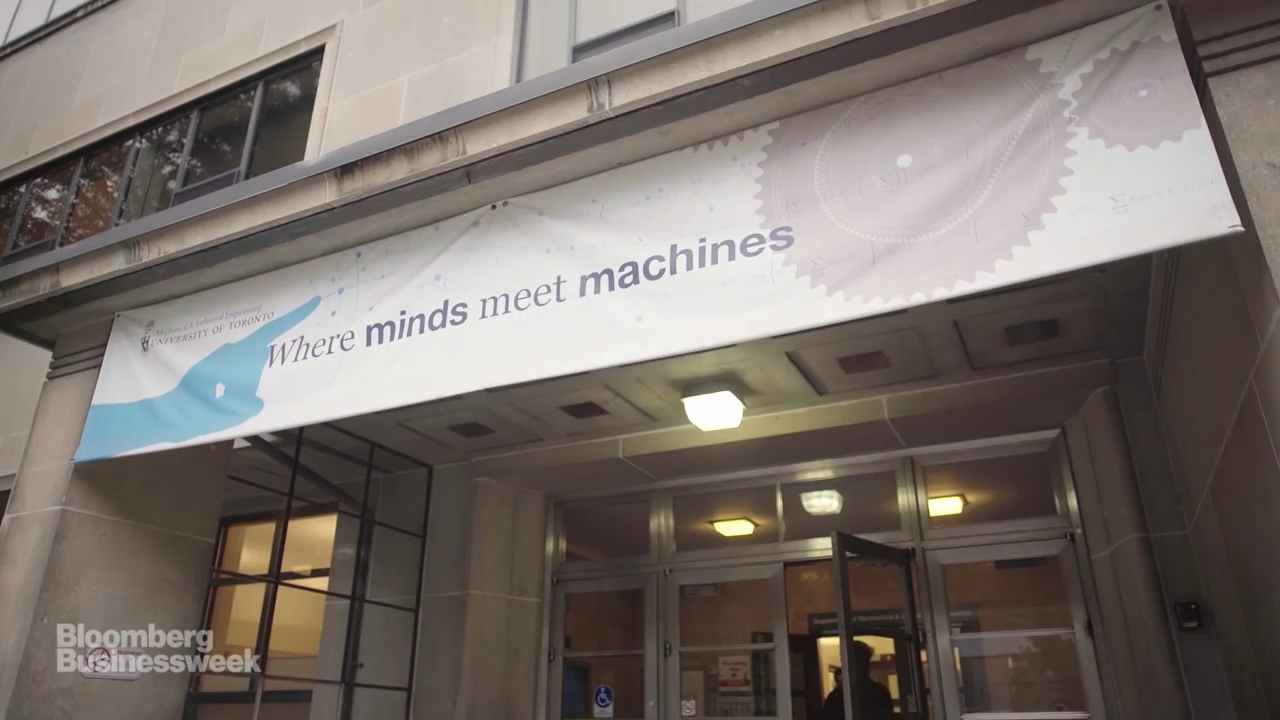 Mechanical & Industrial Engineering
UNIVERSITY OF TORONTO
Where minds meet machines
Bloomberg
Businessweek